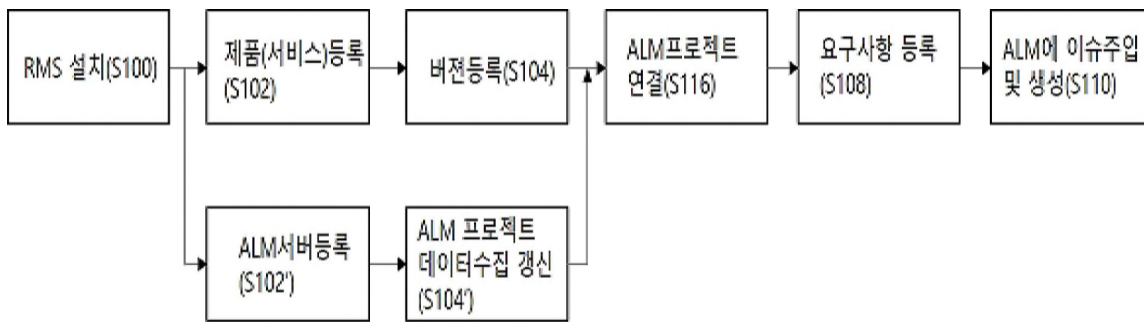 RMS 설치(S100)
제품(서비스)등록
(S102)
버젼등록(S104)
ALM프로젝트
연결(S116)
요구사항 등록
(S108)
ALM에 이슈주입
및 생성(S110)
ALM서버등록
(S102')
ALM 프로젝트
데이터수집 갱신
(S104')